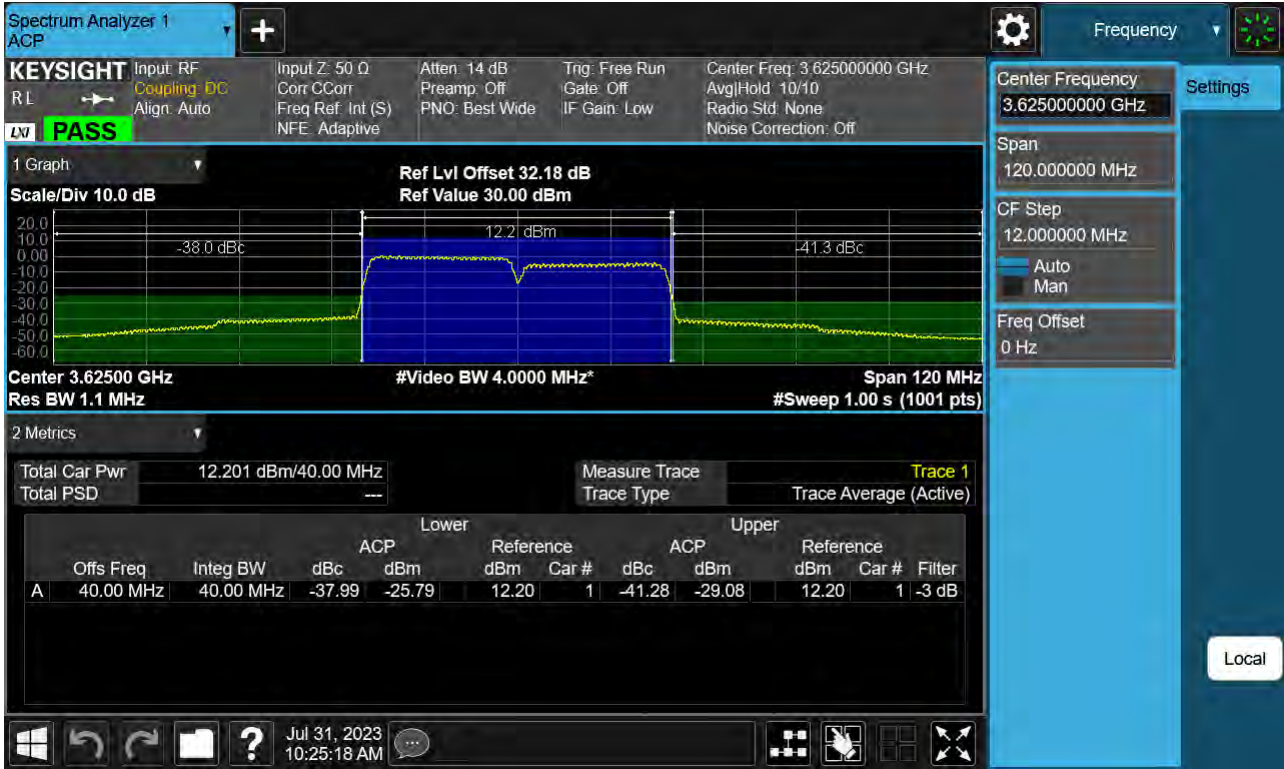 Spectrum Analyzer 1
ACP
+
Frequency
KEYSIGHT Input: RF Input Z: 50 Ω Atten: 14 dB Trig: Free Run Center Freq: 3.625000000 GHz
RL Coupling: DC Corr CCorr Preamp: Off Gate: Off Avg|Hold: 10/10
Align: Auto Freq Ref: Int (S) PNO: Best Wide IF Gain: Low Radio Std: None
LXI PASS NFE: Adaptive Noise Correction: Off
1 Graph
Scale/Div 10.0 dB
Ref Lvl Offset 32.18 dB
Ref Value 30.00 dBm
20.0
10.0
0.00
-10.0
-20.0
-30.0
-40.0
-50.0
-60.0
-38.0 dBc
12.2 dBm
-41.3 dBc
Center 3.62500 GHz #Video BW 4.0000 MHz* Span 120 MHz
Res BW 1.1 MHz #Sweep 1.00 s (1001 pts)
2 Metrics
Total Car Pwr 12.201 dBm/40.00 MHz Measure Trace Trace 1
Total PSD --- Trace Type Trace Average (Active)
Lower Upper
ACP Reference ACP Reference
Offs Freq Integ BW dBc dBm dBm Car # dBc dBm dBm Car # Filter
A 40.00 MHz 40.00 MHz -37.99 -25.79 12.20 1 -41.28 -29.08 12.20 1 -3 dB
Center Frequency
3.625000000 GHz
Span
120.000000 MHz
CF Step
12.000000 MHz
Auto
Man
Freq Offset
0 Hz
Settings
Local
?
Jul 31, 2023
10:25:18 AM